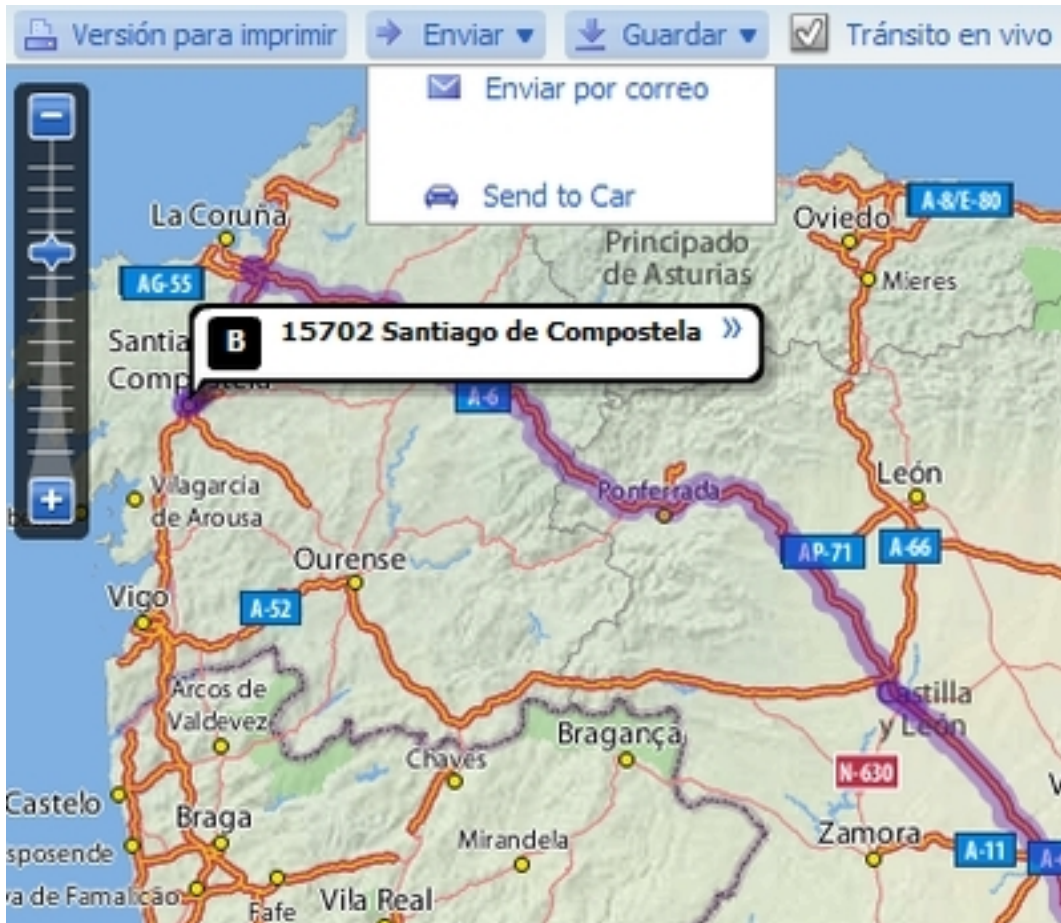 Versión para imprimir
Enviar
Guardar
Tránsito en vivo
Enviar por correo
Send to Car
La Coruña
Oviedo
A-8/E-80
Principado
de Asturias
Mieres
AG-55
B 15702 Santiago de Compostela »
Santia
Compostela
A-6
León
Vilagarcia
de Arousa
Ponferrada
AP-71
A-66
Ourense
Vigo
A-52
Arcos de
Valdevez
Castilla
y León
Bragança
Chaves
N-630
Castelo
Braga
Mirandela
Zamora
A-11
sposende
va de Famalicão
Fafe
Vila Real